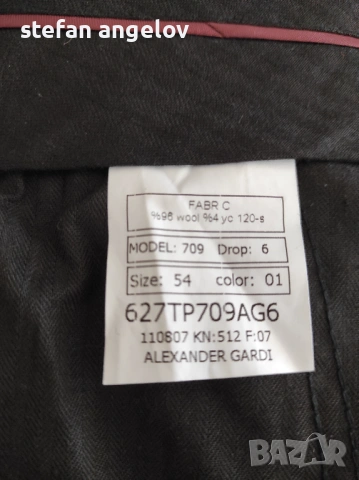 stefan angelov
FABR C
%96 wool %4 yc 120-s
MODEL: 709 Drop: 6
Size: 54 color: 01
627TP709AG6
110807 KN:512 F:07
ALEXANDER GARDI
BAZAR